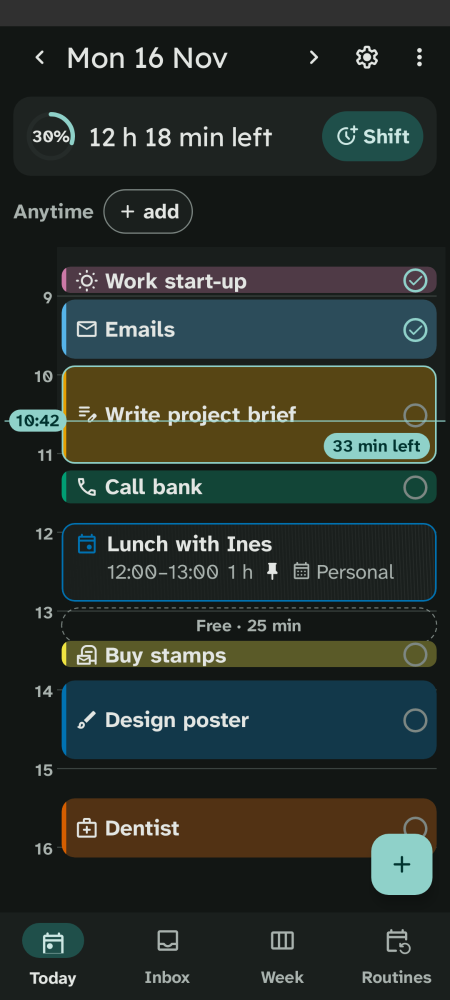 Mon 16 Nov
30%
12 h 18 min left
Shift
Anytime
+ add
Work start-up
9
Emails
10
Write project brief
10:42
33 min left
11
Call bank
12
Lunch with Ines
12:00–13:00 1 h Personal
13
Free · 25 min
Buy stamps
14
Design poster
15
Dentist
16
Today
Inbox
Week
Routines